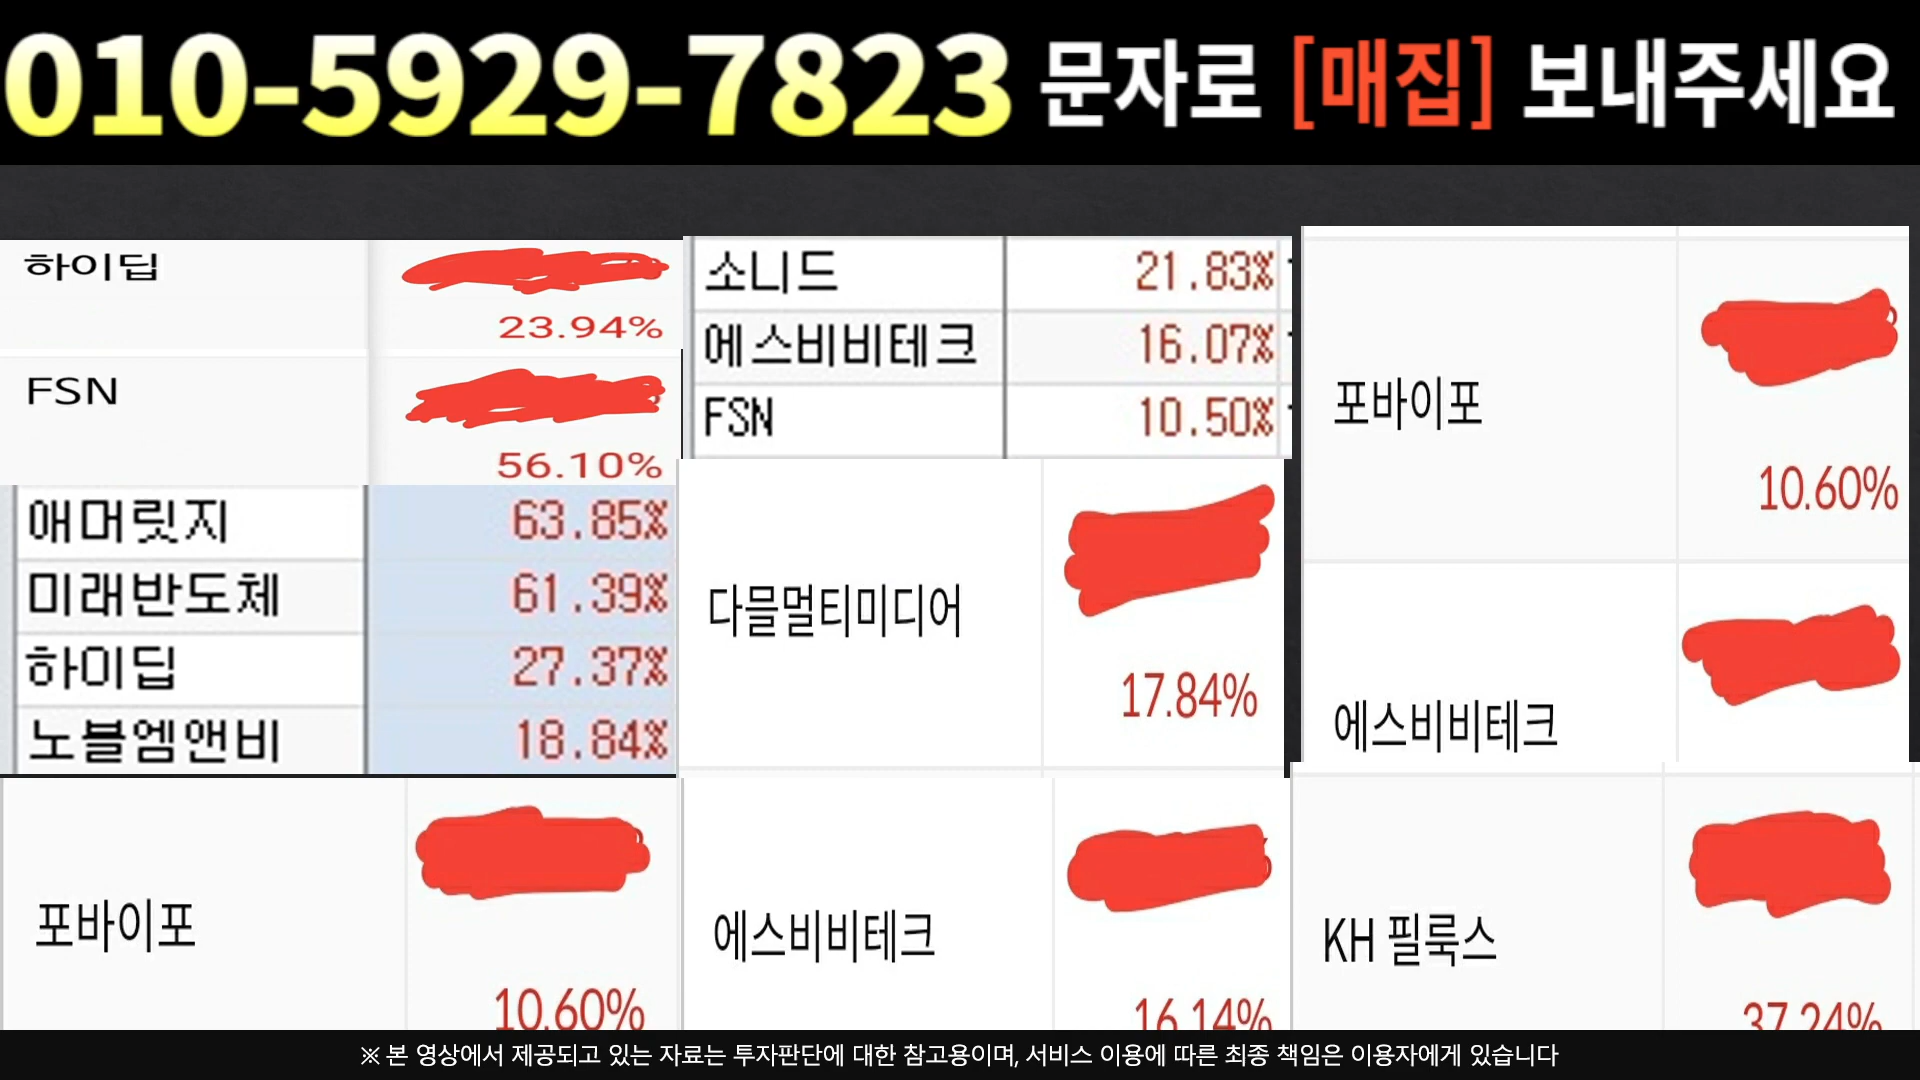 010-5929-7823 문자로 [매집] 보내주세요
하이딥
23.94%
FSN
56.10%
애머릿지 63.85%
미래반도체 61.39%
하이딥 27.37%
노블엠앤비 18.84%
소니드 21.83%
에스비비테크 16.07%
FSN 10.50%
다믈멀티미디어
17.84%
포바이포
10.60%
에스비비테크
포바이포
10.60%
에스비비테크
16.14%
KH 필룩스
37.24%
※ 본 영상에서 제공되고 있는 자료는 투자판단에 대한 참고용이며, 서비스 이용에 따른 최종 책임은 이용자에게 있습니다